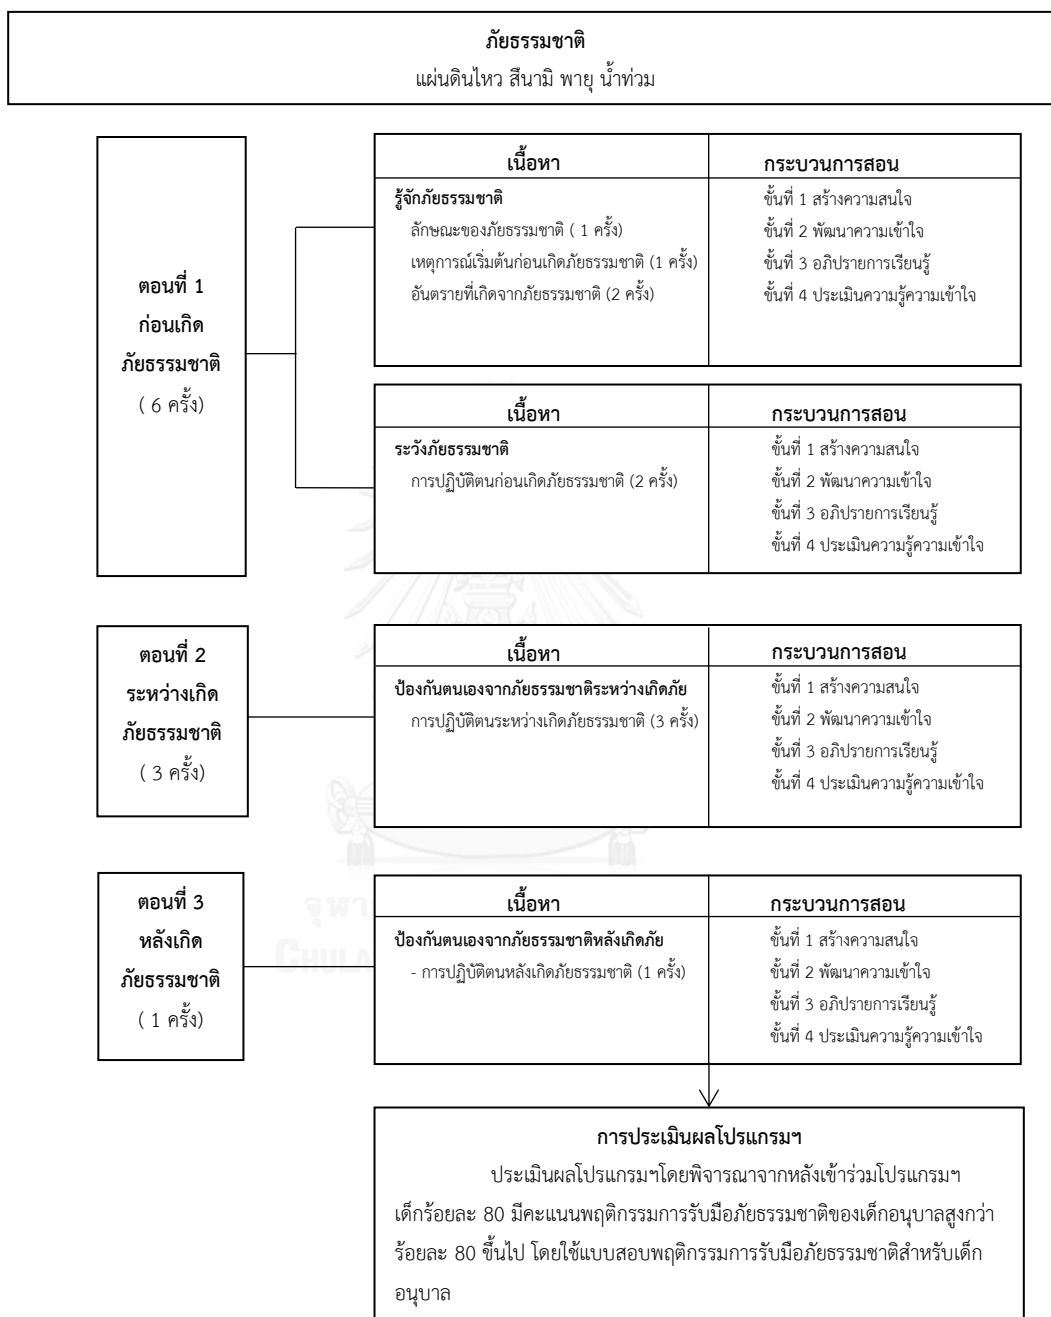 ภัยธรรมชาติ
แผ่นดินไหว สึนามิ พายุ น้ำท่วม
ตอนที่ 1
ก่อนเกิด
ภัยธรรมชาติ
( 6 ครั้ง)
เนื้อหา
กระบวนการสอน
รู้จักภัยธรรมชาติ
ลักษณะของภัยธรรมชาติ ( 1 ครั้ง)
เหตุการณ์เริ่มต้นก่อนเกิดภัยธรรมชาติ (1 ครั้ง)
อันตรายที่เกิดจากภัยธรรมชาติ (2 ครั้ง)
ขั้นที่ 1 สร้างความสนใจ
ขั้นที่ 2 พัฒนาความเข้าใจ
ขั้นที่ 3 อภิปรายการเรียนรู้
ขั้นที่ 4 ประเมินความรู้ความเข้าใจ
เนื้อหา
กระบวนการสอน
ระวังภัยธรรมชาติ
การปฏิบัติตนก่อนเกิดภัยธรรมชาติ (2 ครั้ง)
ขั้นที่ 1 สร้างความสนใจ
ขั้นที่ 2 พัฒนาความเข้าใจ
ขั้นที่ 3 อภิปรายการเรียนรู้
ขั้นที่ 4 ประเมินความรู้ความเข้าใจ
ตอนที่ 2
ระหว่างเกิด
ภัยธรรมชาติ
( 3 ครั้ง)
เนื้อหา
กระบวนการสอน
ป้องกันตนเองจากภัยธรรมชาติระหว่างเกิดภัย
การปฏิบัติตนระหว่างเกิดภัยธรรมชาติ (3 ครั้ง)
ขั้นที่ 1 สร้างความสนใจ
ขั้นที่ 2 พัฒนาความเข้าใจ
ขั้นที่ 3 อภิปรายการเรียนรู้
ขั้นที่ 4 ประเมินความรู้ความเข้าใจ
ตอนที่ 3
หลังเกิด
ภัยธรรมชาติ
( 1 ครั้ง)
เนื้อหา
กระบวนการสอน
ป้องกันตนเองจากภัยธรรมชาติหลังเกิดภัย
- การปฏิบัติตนหลังเกิดภัยธรรมชาติ (1 ครั้ง)
ขั้นที่ 1 สร้างความสนใจ
ขั้นที่ 2 พัฒนาความเข้าใจ
ขั้นที่ 3 อภิปรายการเรียนรู้
ขั้นที่ 4 ประเมินความรู้ความเข้าใจ
การประเมินผลโปรแกรมฯ
ประเมินผลโปรแกรมฯโดยพิจารณาจากหลังเข้าร่วมโปรแกรมฯ
เด็กร้อยละ 80 มีคะแนนพฤติกรรมการรับมือภัยธรรมชาติของเด็กอนุบาลสูงกว่า
ร้อยละ 80 ขึ้นไป โดยใช้แบบสอบพฤติกรรมการรับมือภัยธรรมชาติสำหรับเด็ก
อนุบาล